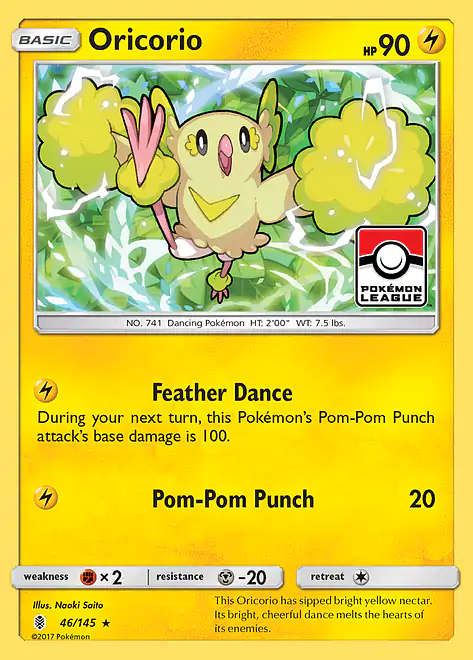 BASIC Oricorio HP 90
POKÉMON
LEAGUE
NO. 741 Dancing Pokémon HT: 2'00" WT: 7.5 lbs.
Feather Dance
During your next turn, this Pokémon's Pom-Pom Punch
attack's base damage is 100.
Pom-Pom Punch 20
weakness × 2 resistance -20 retreat
Illus. Naoki Saito
46/145 ★
©2017 Pokémon
This Oricorio has sipped bright yellow nectar.
Its bright, cheerful dance melts the hearts of
its enemies.